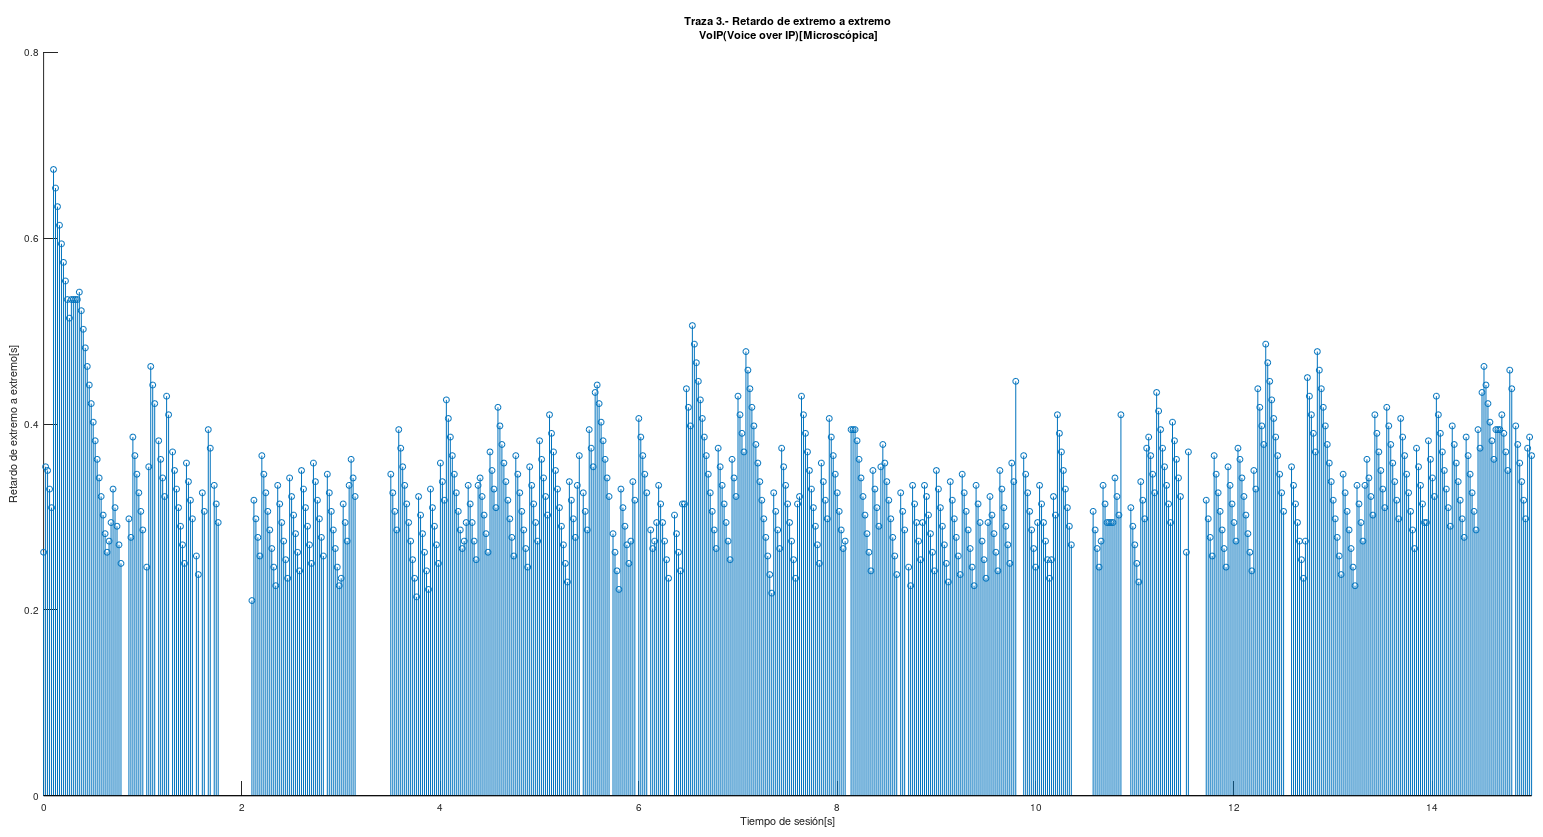 Traza 3.- Retardo de extremo a extremo
VoIP(Voice over IP)[Microscópica]
Retardo de extremo a extremo[s]
0.8
0.6
0.4
0.2
0
0 2 4 6 8 10 12 14
Tiempo de sesión[s]